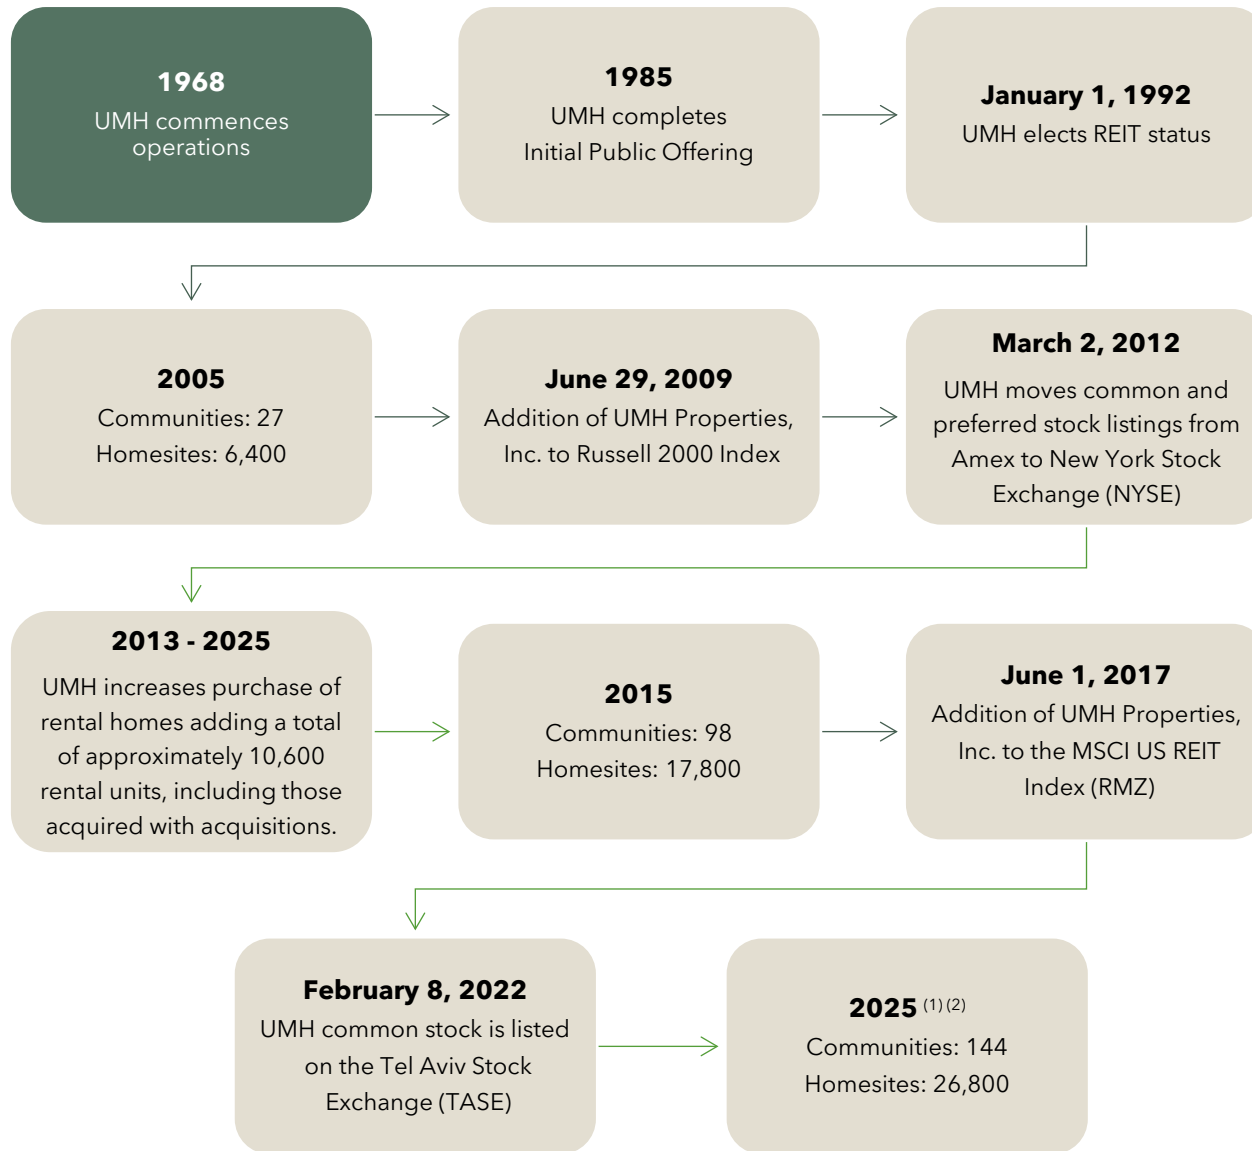 1968
UMH commences
operations
1985
UMH completes
Initial Public Offering
January 1, 1992
UMH elects REIT status
2005
Communities: 27
Homesites: 6,400
June 29, 2009
Addition of UMH Properties,
Inc. to Russell 2000 Index
March 2, 2012
UMH moves common and
preferred stock listings from
Amex to New York Stock
Exchange (NYSE)
2013 - 2025
UMH increases purchase of
rental homes adding a total
of approximately 10,600
rental units, including those
acquired with acquisitions.
2015
Communities: 98
Homesites: 17,800
June 1, 2017
Addition of UMH Properties,
Inc. to the MSCI US REIT
Index (RMZ)
February 8, 2022
UMH common stock is listed
on the Tel Aviv Stock
Exchange (TASE)
2025 (1) (2)
Communities: 144
Homesites: 26,800